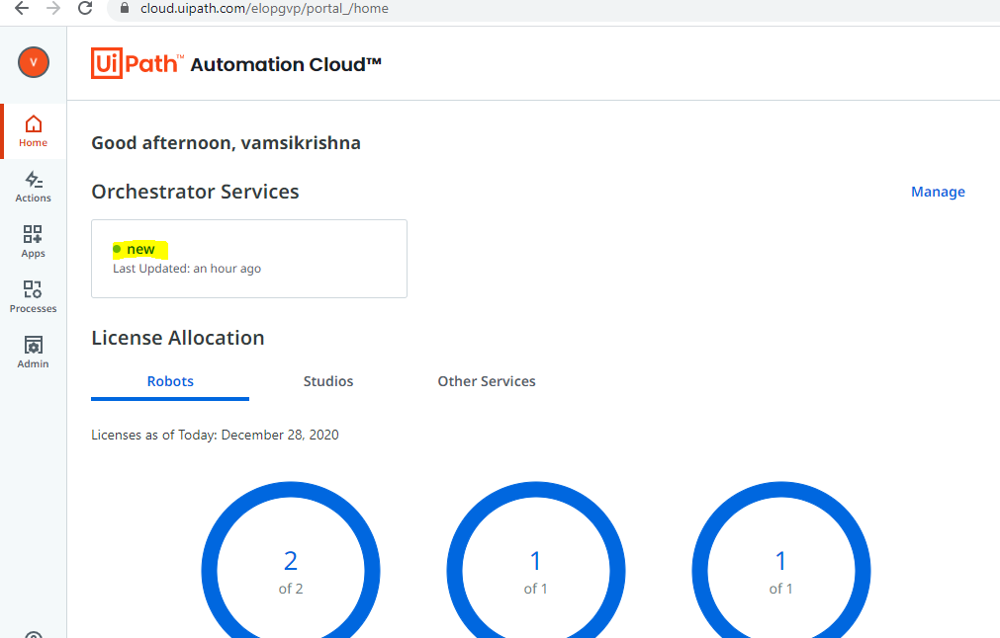 cloud.uipath.com/elopgvp/portal_/home
V
UiPath™ Automation Cloud™
Home
Actions
Apps
Processes
Admin
Good afternoon, vamsikrishna
Orchestrator Services
Manage
new
Last Updated: an hour ago
License Allocation
Robots Studios Other Services
Licenses as of Today: December 28, 2020
2 1 1
of 2 of 1 of 1